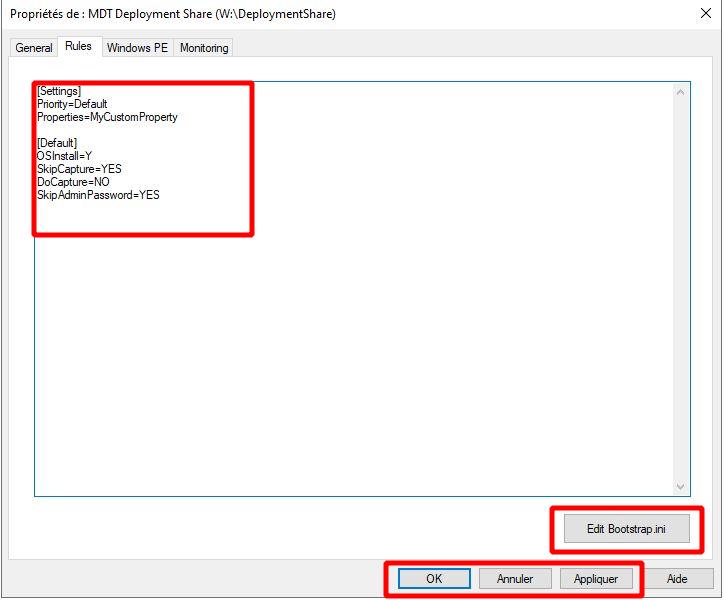 Propriétés de : MDT Deployment Share (W:\DeploymentShare)
General Rules Windows PE Monitoring
[Settings]
Priority=Default
Properties=MyCustomProperty
[Default]
OSInstall=Y
SkipCapture=YES
DoCapture=NO
SkipAdminPassword=YES
Edit Bootstrap.ini
OK Annuler Appliquer Aide